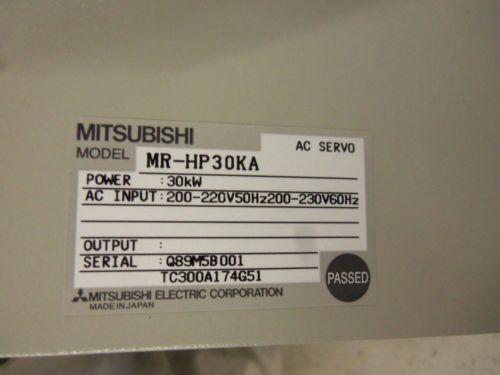 MITSUBISHI
AC SERVO
MODEL MR-HP30KA
POWER :30kW
AC INPUT:200-220V50Hz200-230V60Hz
OUTPUT :
SERIAL :Q89M5B001
TC300A174G51
PASSED
MITSUBISHI ELECTRIC CORPORATION
MADE IN JAPAN